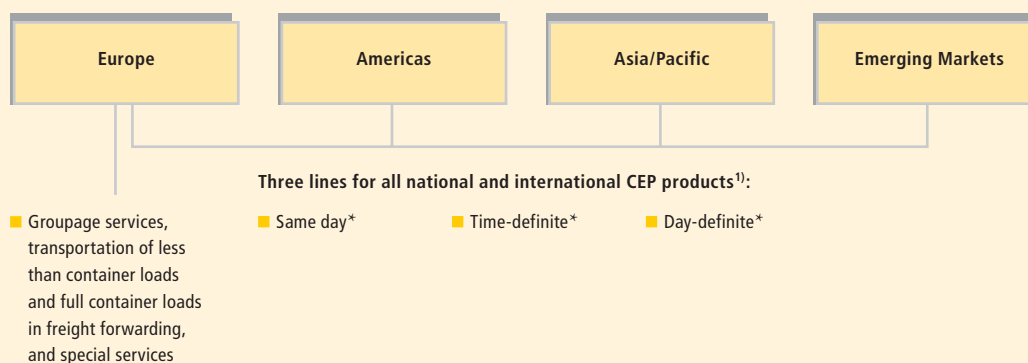 Europe
Americas
Asia/Pacific
Emerging Markets
Three lines for all national and international CEP products1):
Groupage services,
transportation of less
than container loads
and full container loads
in freight forwarding,
and special services
Same day*
Time-definite*
Day-definite*